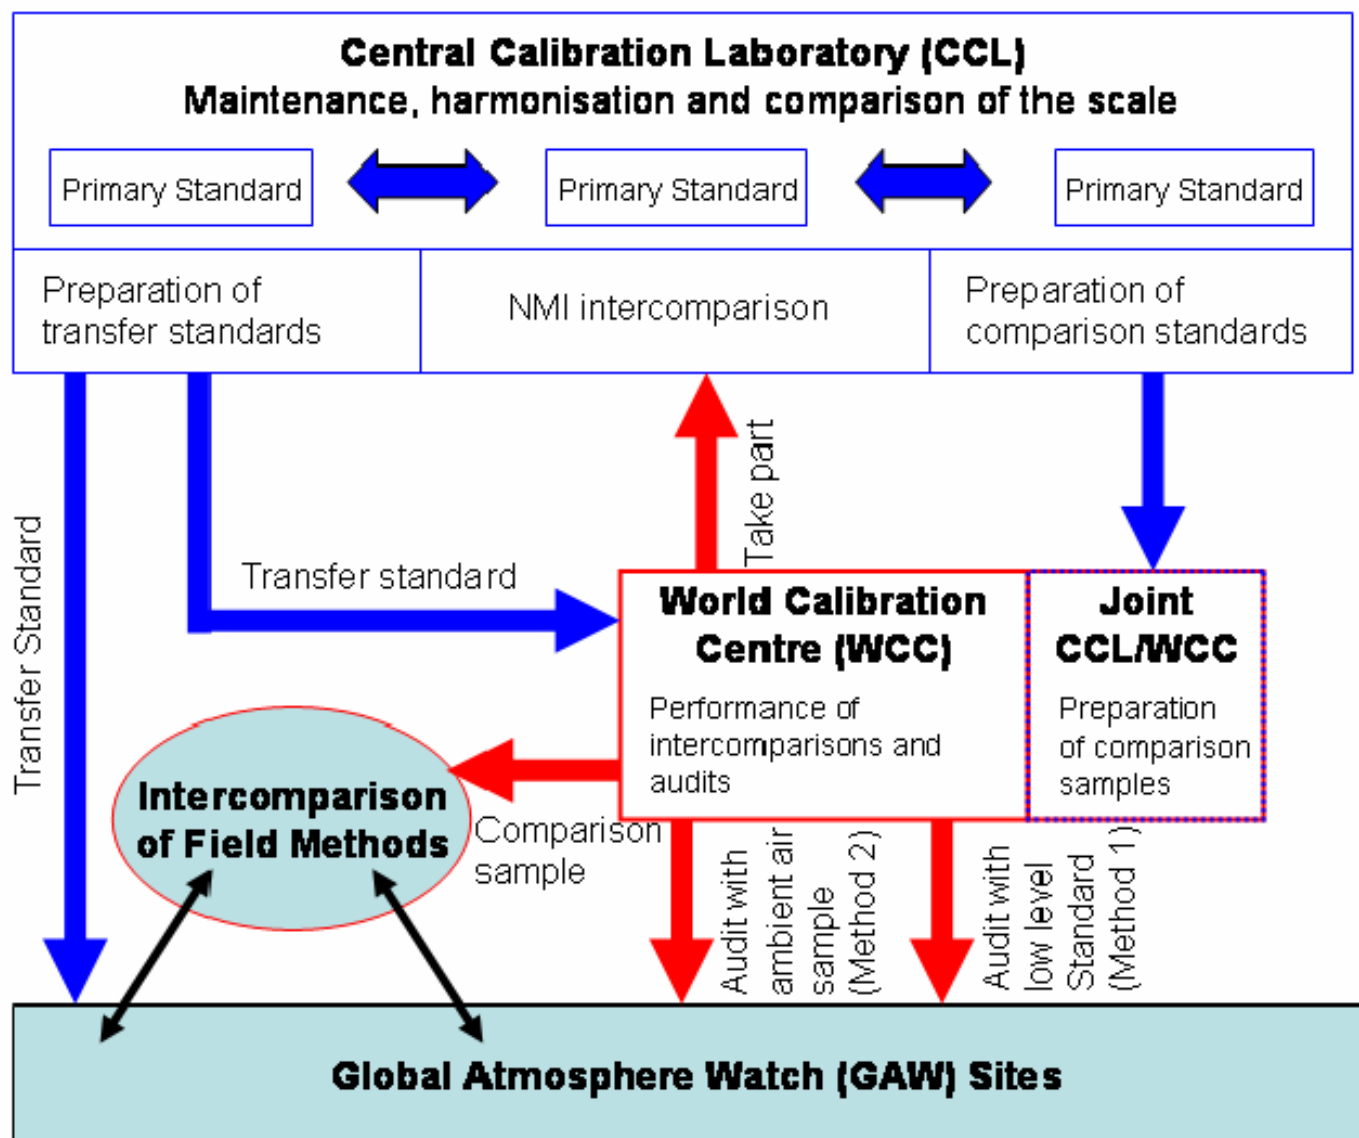 Central Calibration Laboratory (CCL)
Maintenance, harmonisation and comparison of the scale
Primary Standard
Primary Standard
Primary Standard
Preparation of
transfer standards
NMI intercomparison
Preparation of
comparison standards
Transfer Standard
Transfer standard
Take part
World Calibration
Centre (WCC)
Performance of
intercomparisons and
audits
Joint
CCL/WCC
Preparation
of comparison
samples
Intercomparison
of Field Methods
Comparison
sample
Audit with
ambient air
sample
(Method 2)
Audit with
low level
Standard
(Method 1)
Global Atmosphere Watch (GAW) Sites